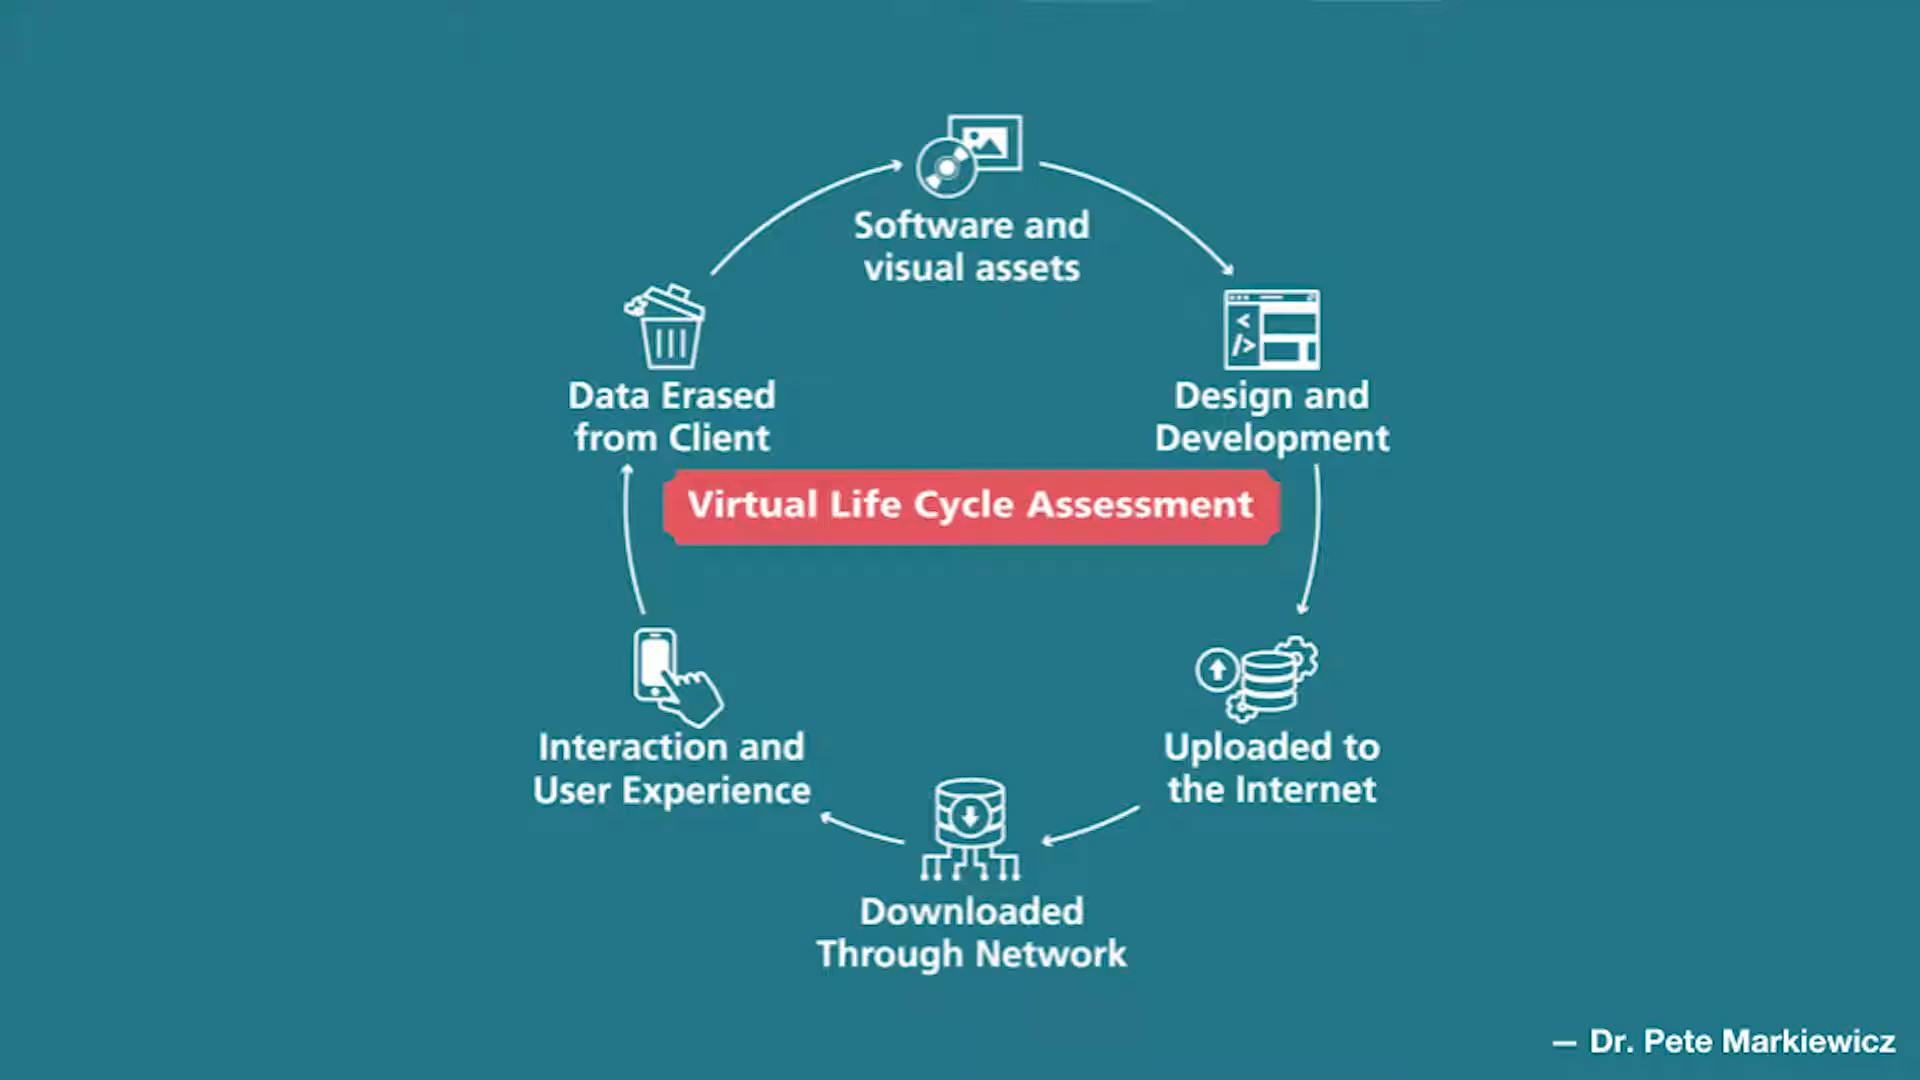 Software and
visual assets
Design and
Development
Uploaded to
the Internet
Downloaded
Through Network
Interaction and
User Experience
Data Erased
from Client
Virtual Life Cycle Assessment
< />
— Dr. Pete Markiewicz